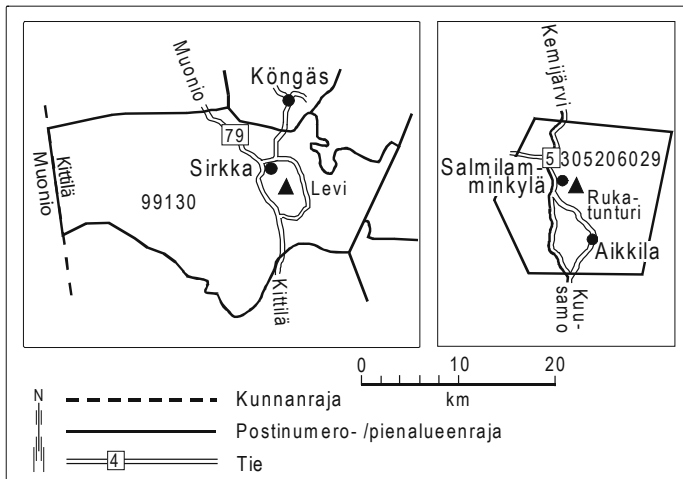 Muonio
Köngäs
79
Sirkka
Levi
99130
Kittilä
Muonio
Kittilä
Kemijärvi
5
305206029
Salmilam-
minkylä
Ruka-
tunturi
Aikkila
Kuu-
samo
0 10 20
km
N
Kunnanraja
Postinumero- /pienalueenraja
4
Tie